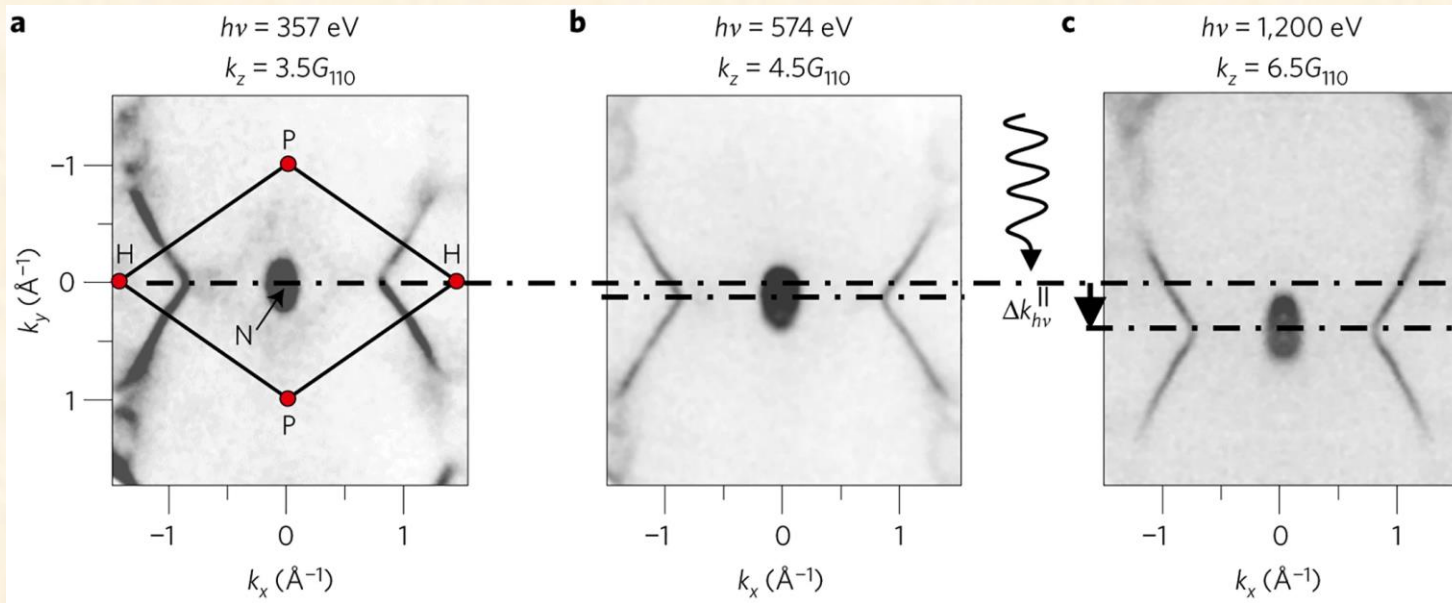 a
hν = 357 eV
k_z = 3.5G_110
b
hν = 574 eV
k_z = 4.5G_110
c
hν = 1,200 eV
k_z = 6.5G_110
k_y (Å⁻¹)
−1
0
1
P
H
H
N
P
Δk_hν^||
−1 0 1
k_x (Å⁻¹)
−1 0 1
k_x (Å⁻¹)
−1 0 1
k_x (Å⁻¹)